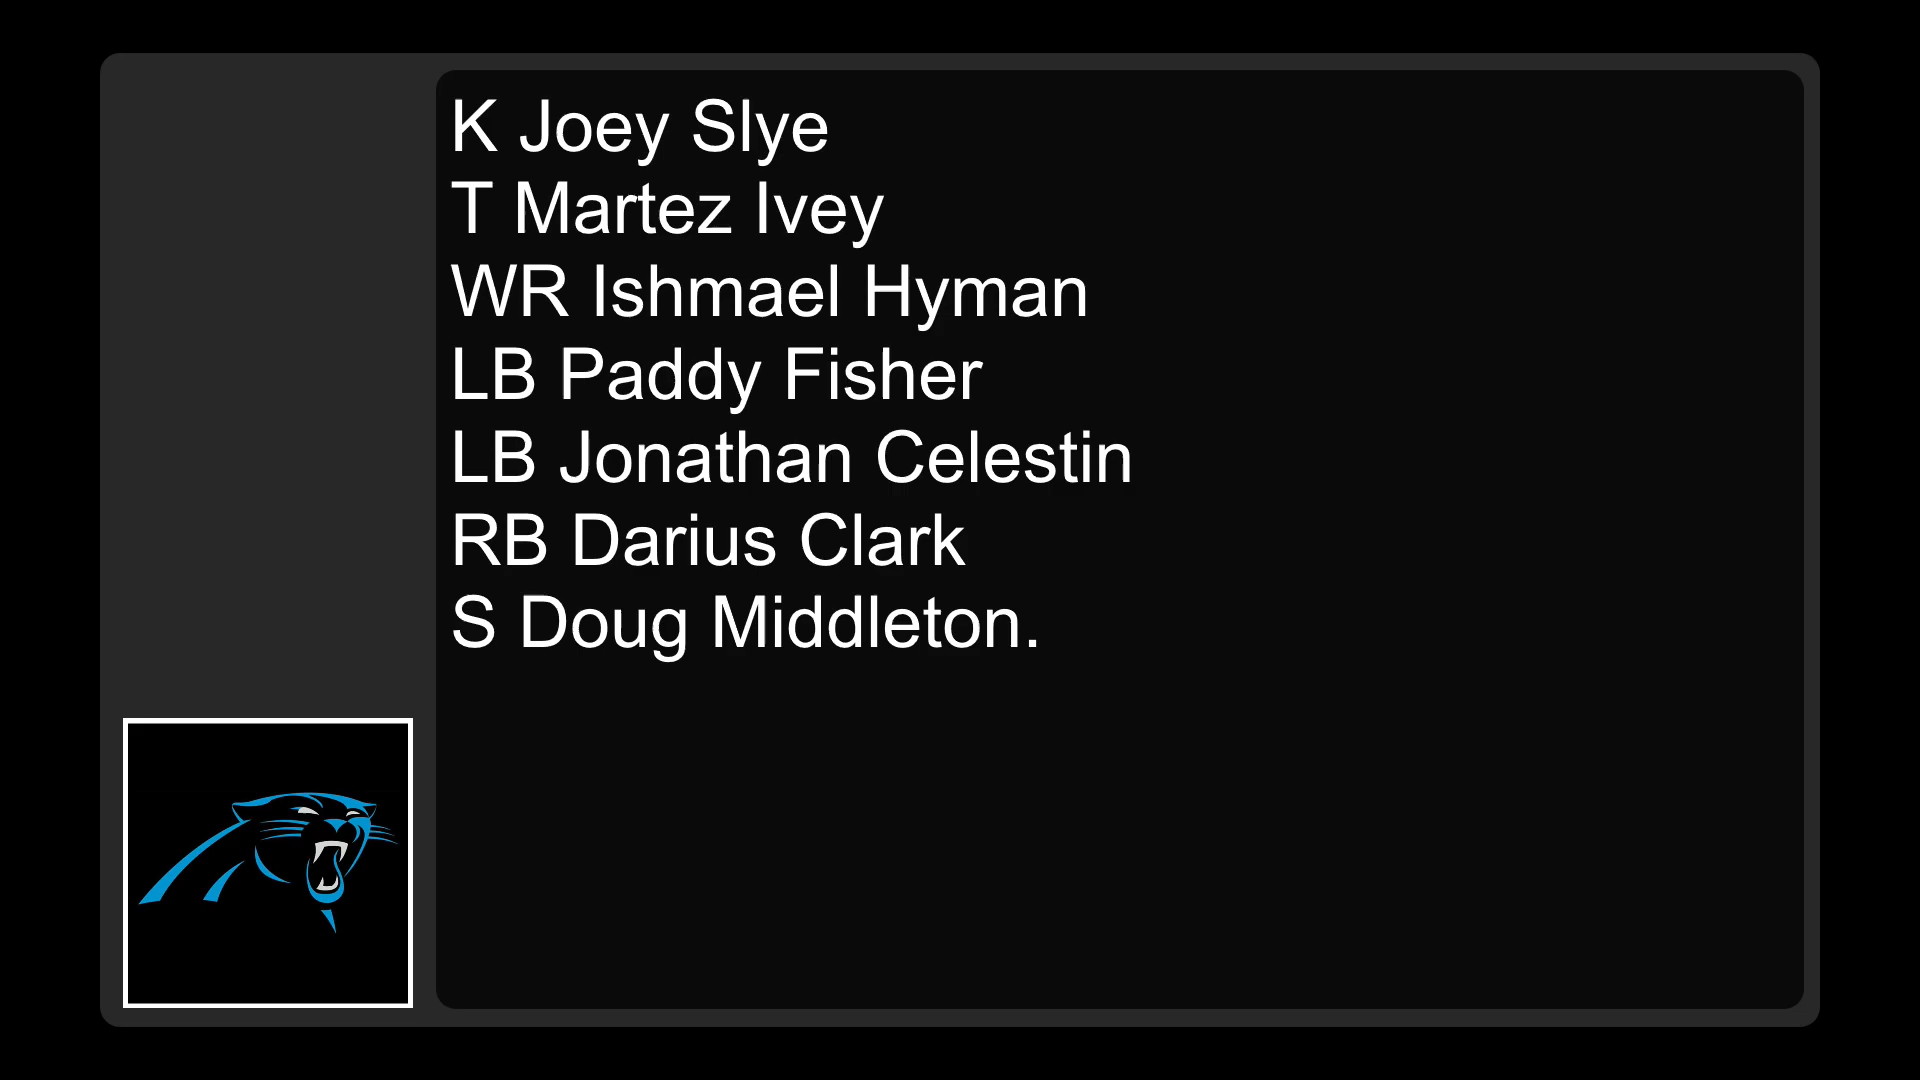 K Joey Slye
T Martez Ivey
WR Ishmael Hyman
LB Paddy Fisher
LB Jonathan Celestin
RB Darius Clark
S Doug Middleton.